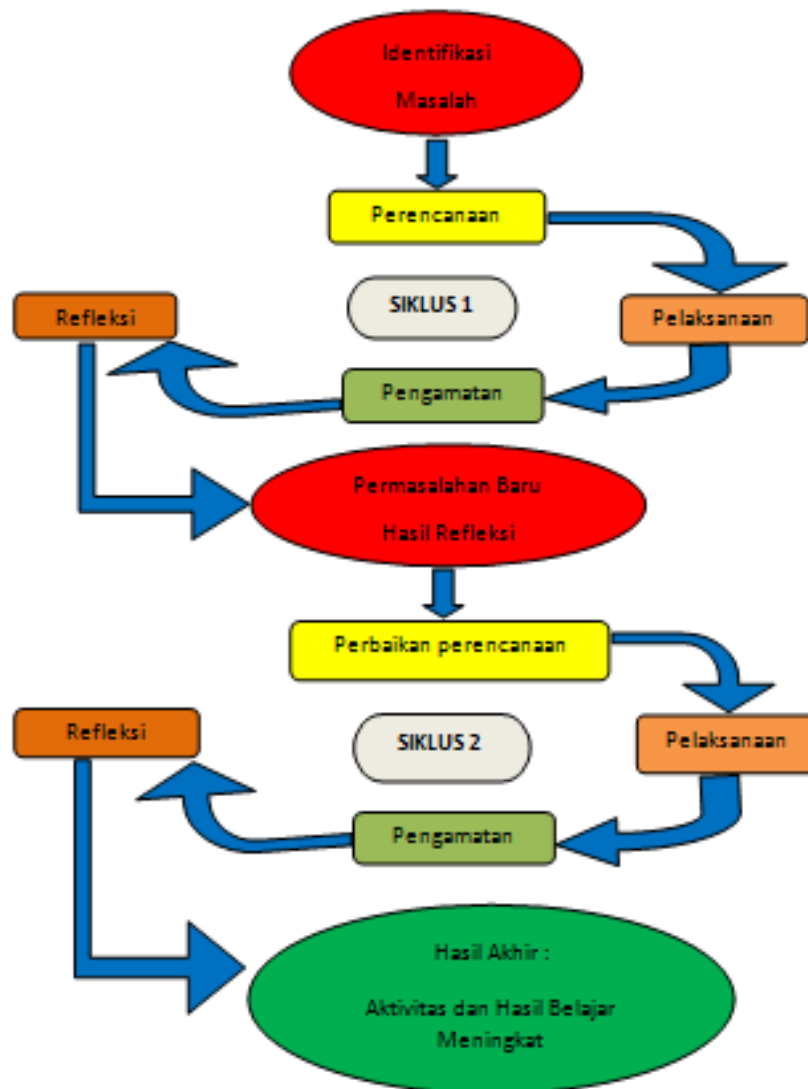 Identifikasi
Masalah
Perencanaan
SIKLUS 1
Refleksi
Pelaksanaan
Pengamatan
Permasalahan Baru
Hasil Refleksi
Perbaikan perencanaan
Refleksi
SIKLUS 2
Pelaksanaan
Pengamatan
Hasil Akhir :
Aktivitas dan Hasil Belajar
Meningkat